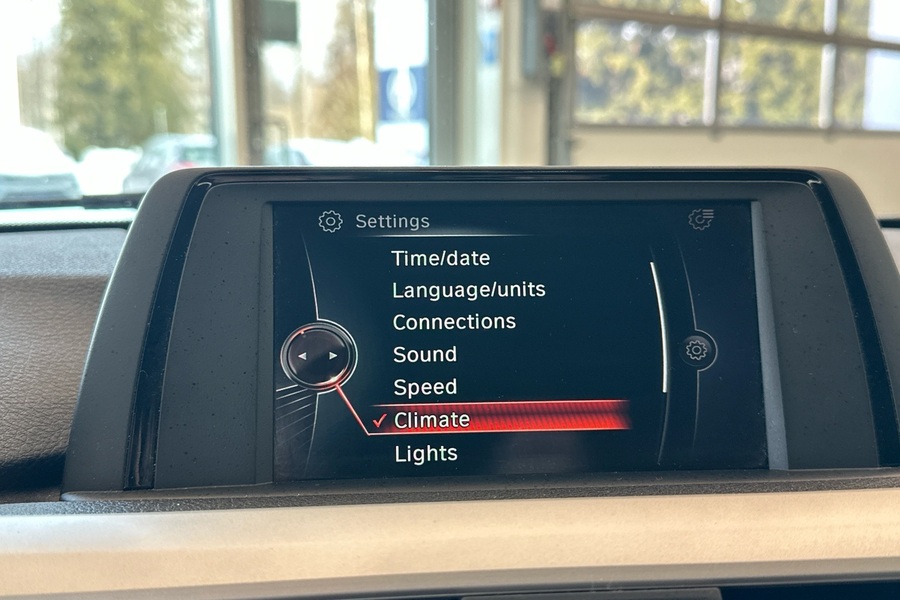 Settings
Time/date
Language/units
Connections
Sound
Speed
Climate
Lights